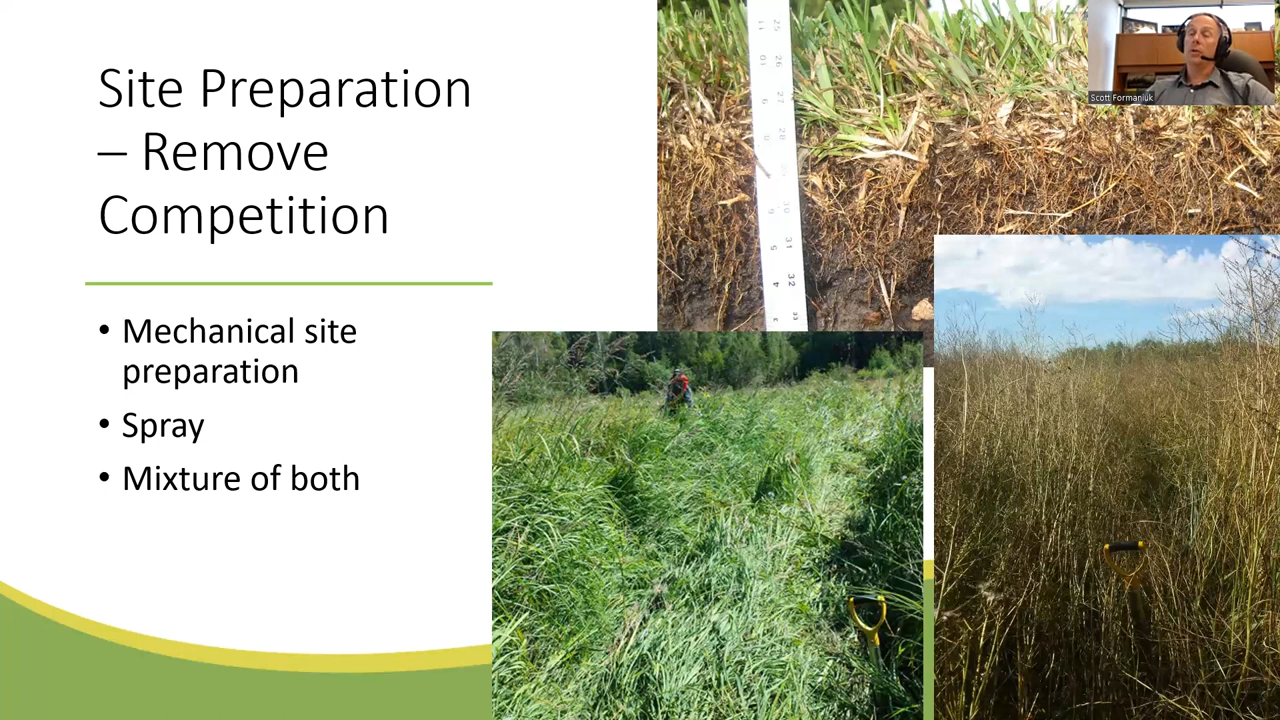 Site Preparation
– Remove
Competition
• Mechanical site
preparation
• Spray
• Mixture of both
Scott Formaniuk